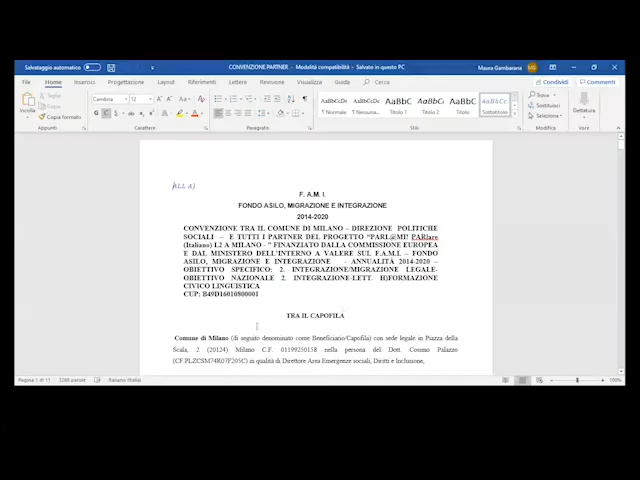 Salvataggio automatico
CONVENZIONE PARTNER - Modalità compatibilità - Salvato in questo PC
Maura Gambarana
MG
File Home Inserisci Progettazione Layout Riferimenti Lettere Revisione Visualizza Guida Cerca
Condividi Commenti
Incolla
Taglia
Copia
Copia formato
Appunti
Cambria 12
Carattere
Paragrafo
AaBbCcDc AaBbCcDc AaBbC AaBbCc AaBbC AaBbCc
¶ Normale ¶ Nessuna... Titolo 1 Titolo 2 Titolo Sottotitolo
Stili
Trova
Sostituisci
Seleziona
Modifica
Dettatura
Voce
ALL A)
F. A.M. I.
FONDO ASILO, MIGRAZIONE E INTEGRAZIONE
2014-2020
CONVENZIONE TRA IL COMUNE DI MILANO – DIREZIONE POLITICHE
SOCIALI – E TUTTI I PARTNER DEL PROGETTO "PARL@MI! PARlare
(Italiano) L2 A MILANO - " FINANZIATO DALLA COMMISSIONE EUROPEA
E DAL MINISTERO DELL'INTERNO A VALERE SUL F.A.M.I. – FONDO
ASILO, MIGRAZIONE E INTEGRAZIONE - ANNUALITÀ 2014-2020 –
OBIETTIVO SPECIFICO: 2. INTEGRAZIONE/MIGRAZIONE LEGALE-
OBIETTIVO NAZIONALE 2. INTEGRAZIONE-LETT. H)FORMAZIONE
CIVICO LINGUISTICA
CUP: B49D16010800001
TRA IL CAPOFILA
Comune di Milano (di seguito denominato come Beneficiario/Capofila) con sede legale in Piazza della
Scala, 2 (20124) Milano C.F. 01199250158 nella persona del Dott. Cosimo Palazzo
(CF.PLZCSM74R07F205C) in qualità di Direttore Area Emergenze sociali, Diritti e Inclusione,
Pagina 1 di 11 3268 parole Italiano (Italia)
100%